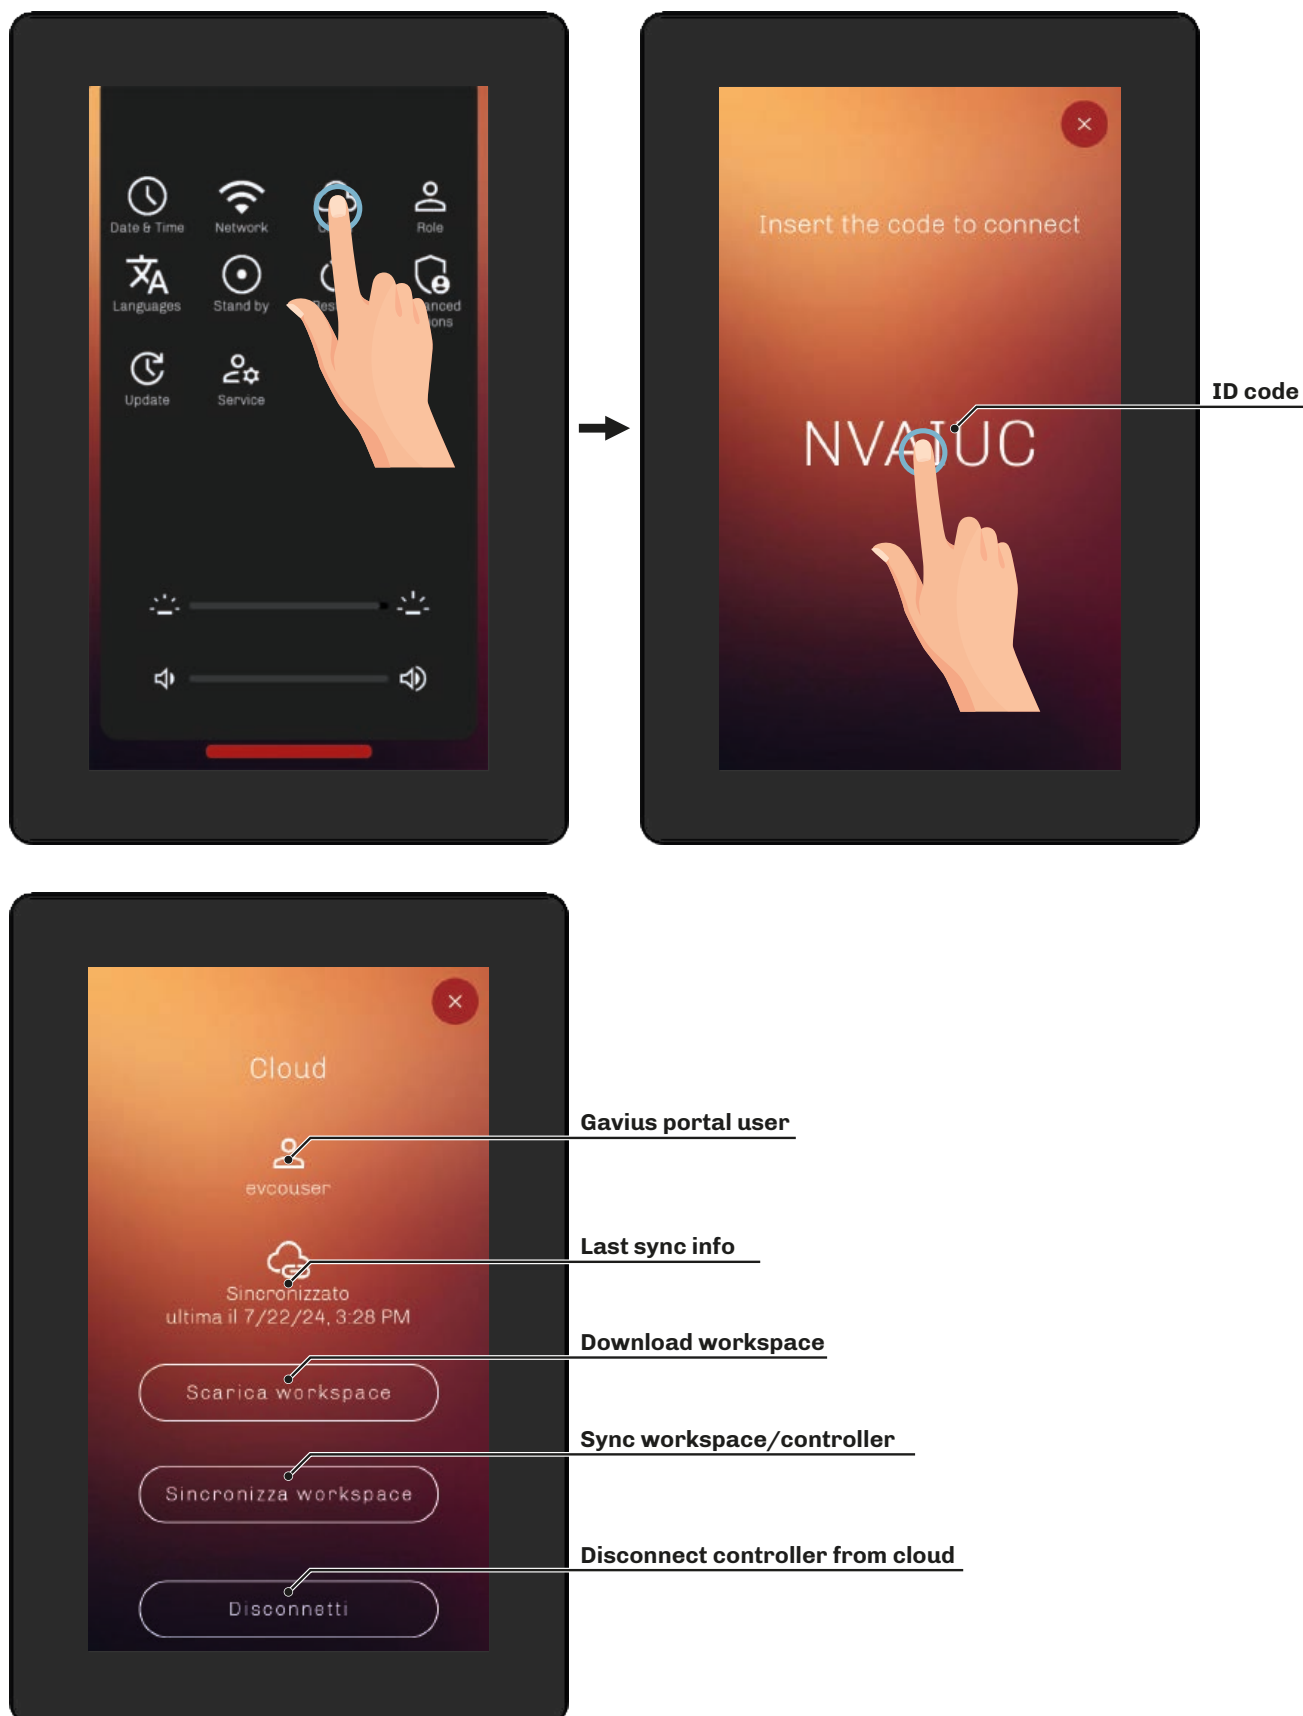 Date & Time
Network
Role
Languages
Stand by
Update
Service
Insert the code to connect
ID code
Cloud
Gavius portal user
evcouser
Last sync info
Sincronizzato
ultima il 7/22/24, 3:28 PM
Download workspace
Scarica workspace
Sync workspace/controller
Sincronizza workspace
Disconnect controller from cloud
Disconnetti